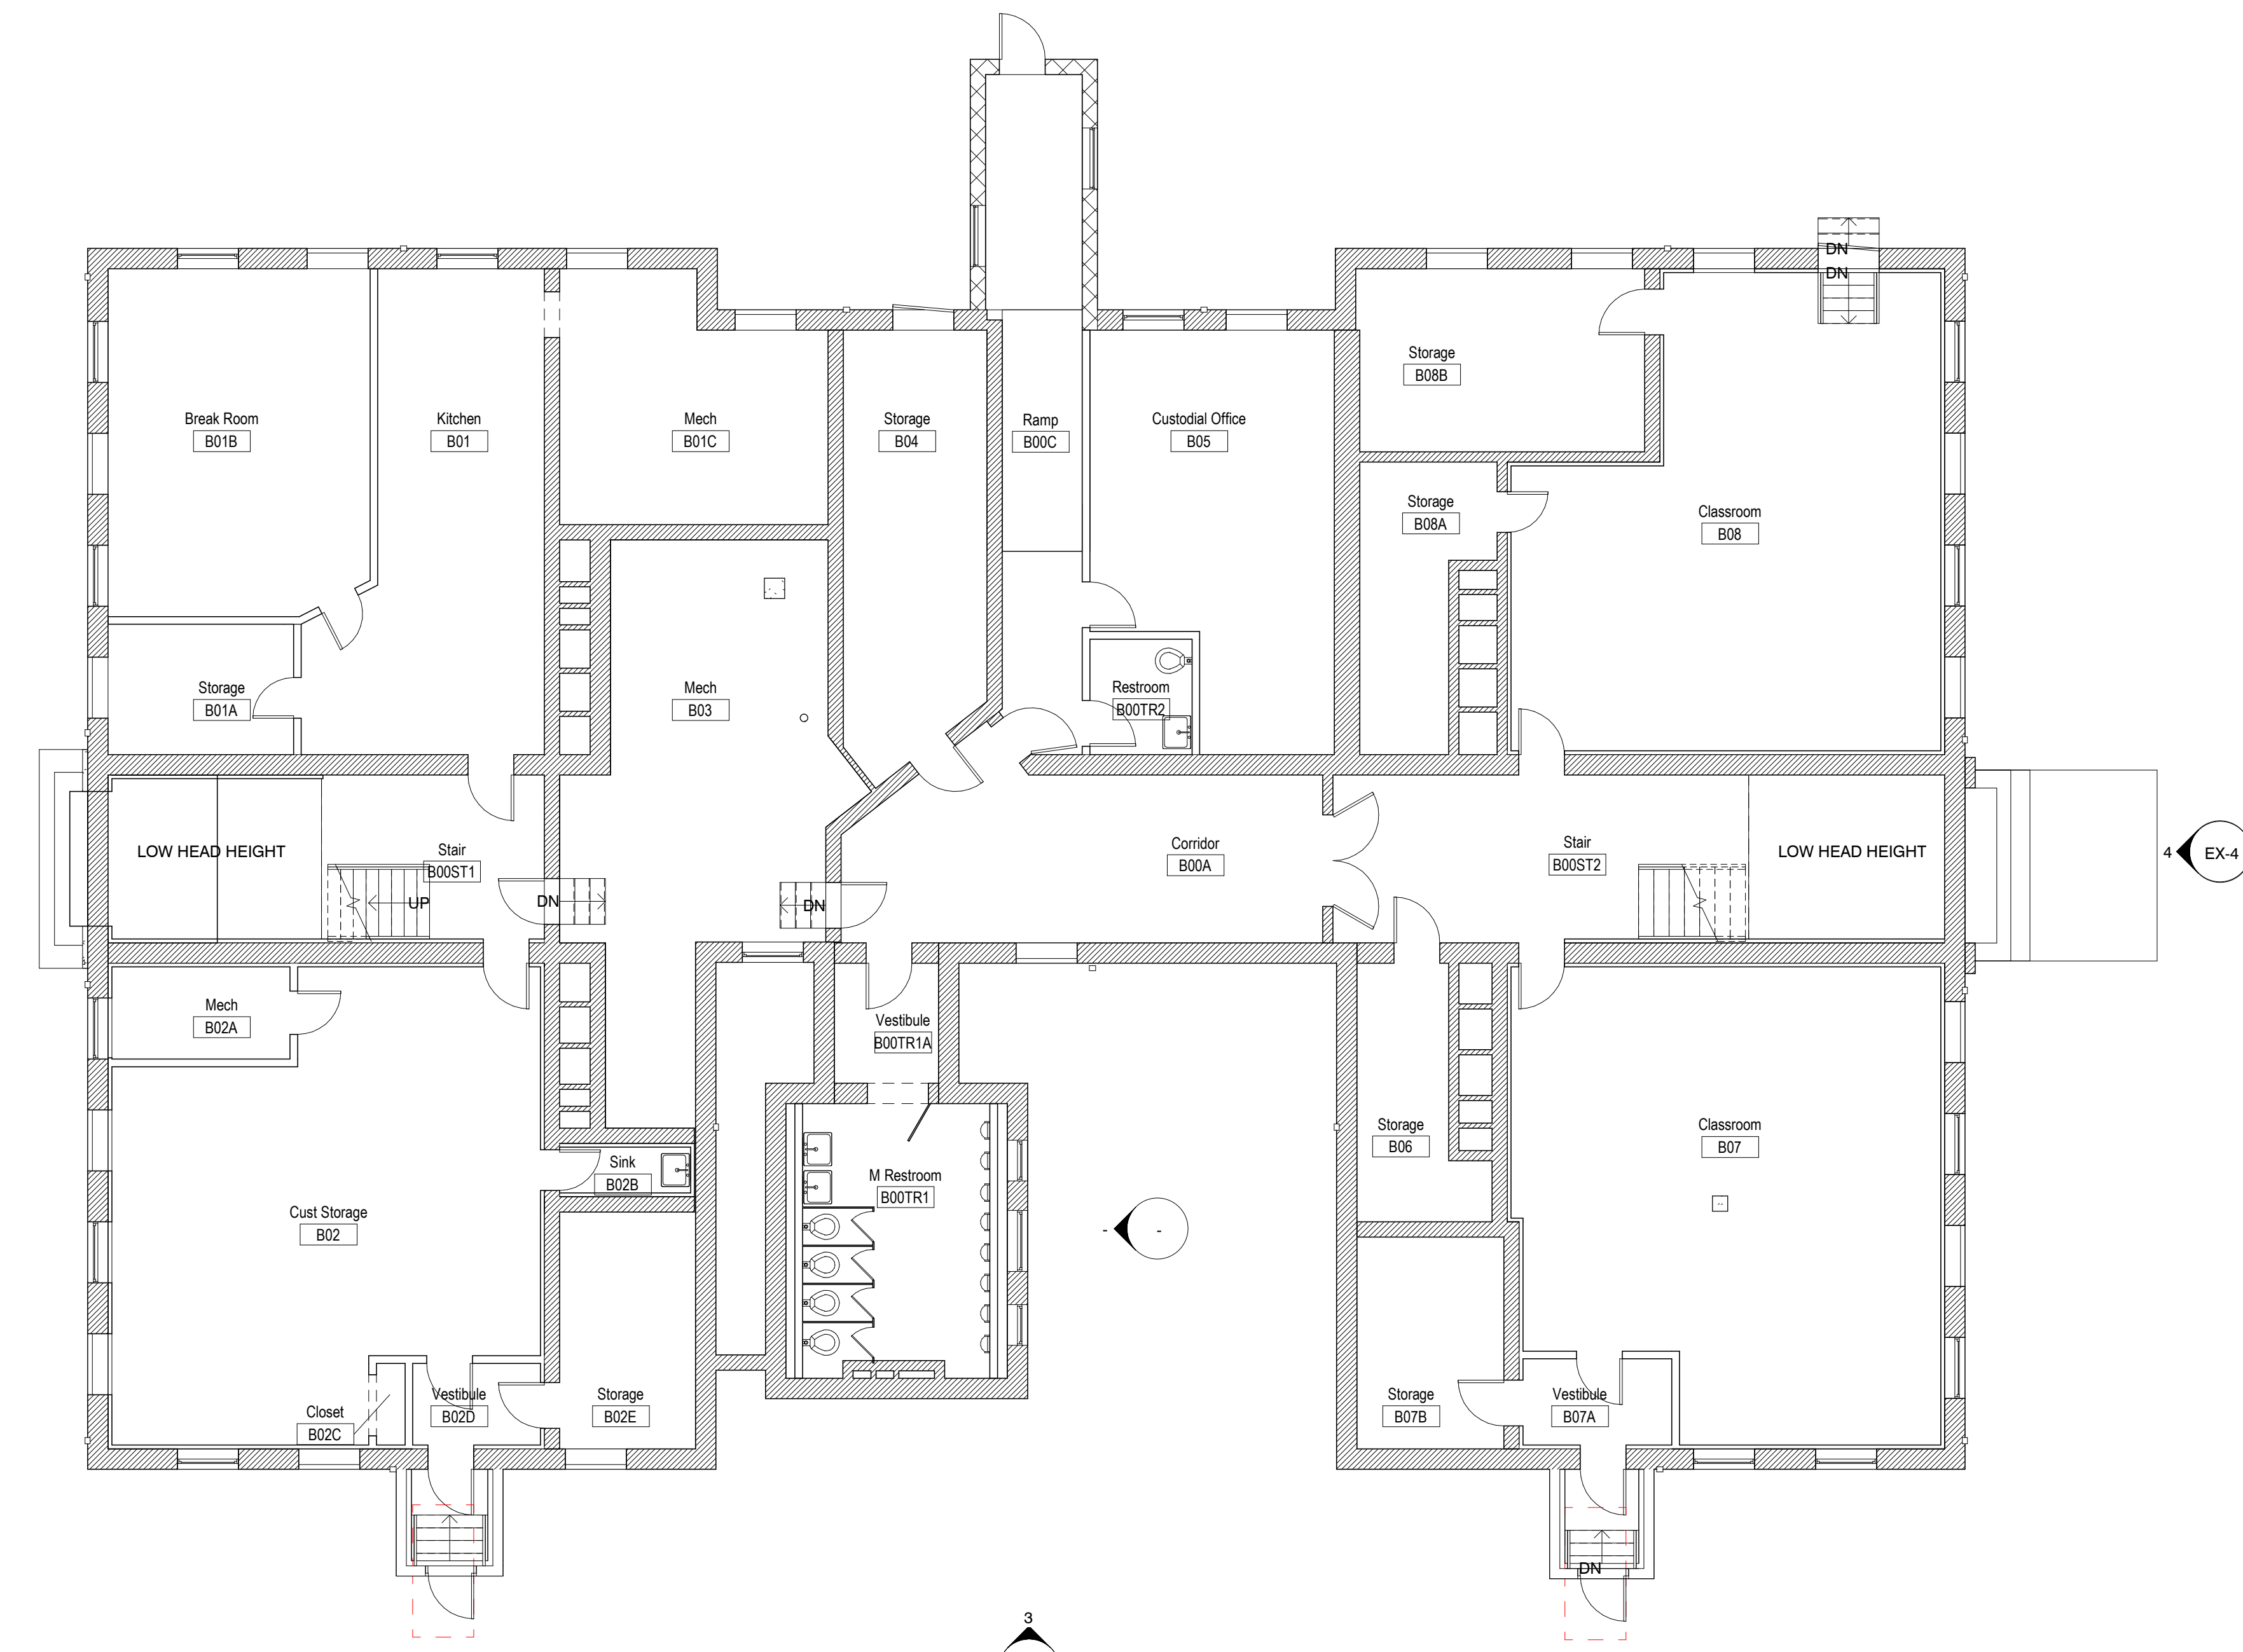 DN
DN
Storage
B08B
Break Room
B01B
Kitchen
B01
Mech
B01C
Storage
B04
Ramp
B00C
Custodial Office
B05
Storage
B08A
Classroom
B08
Storage
B01A
Mech
B03
Restroom
B00TR2
LOW HEAD HEIGHT
Stair
B00ST1
UP
DN
DN
Corridor
B00A
Stair
B00ST2
LOW HEAD HEIGHT
4
EX-4
Mech
B02A
Vestibule
B00TR1A
Sink
B02B
M Restroom
B00TR1
Storage
B06
Classroom
B07
Cust Storage
B02
-
-
Closet
B02C
Vestibule
B02D
Storage
B02E
Storage
B07B
Vestibule
B07A
DN
3